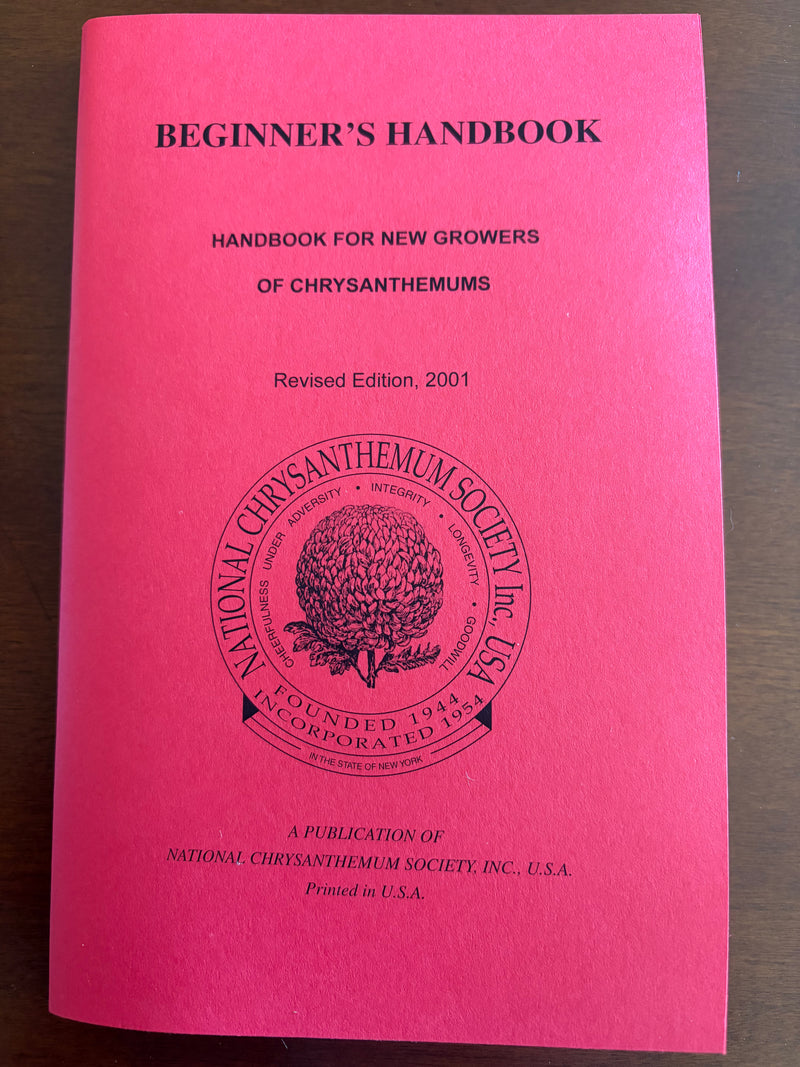 BEGINNER'S HANDBOOK
HANDBOOK FOR NEW GROWERS
OF CHRYSANTHEMUMS
Revised Edition, 2001
NATIONAL CHRYSANTHEMUM SOCIETY Inc., USA
CHEERFULNESS UNDER ADVERSITY • INTEGRITY • LONGEVITY • GOODWILL
FOUNDED 1944
INCORPORATED 1954
IN THE STATE OF NEW YORK
A PUBLICATION OF
NATIONAL CHRYSANTHEMUM SOCIETY, INC., U.S.A.
Printed in U.S.A.